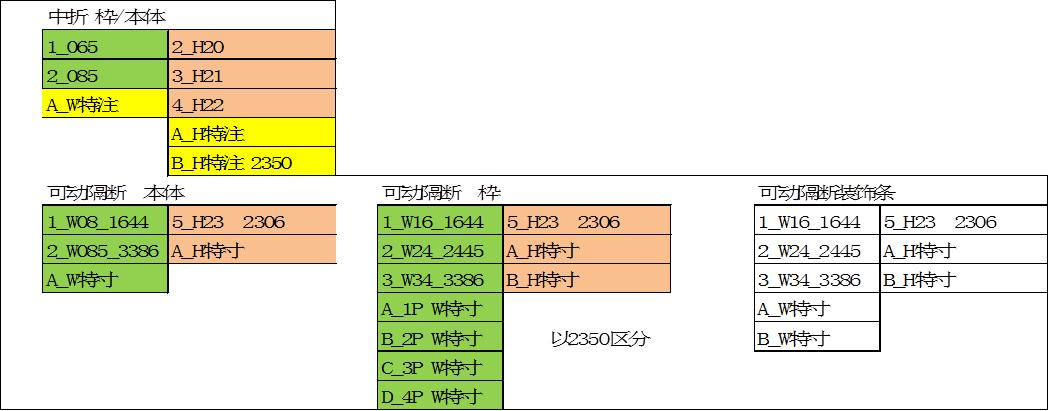 中折 枠/本体
1_065 2_H20
2_085 3_H21
A_W特注 4_H22
A_H特注
B_H特注 2350
可动隔断 本体 可动隔断 枠 可动隔断装饰条
1_W08_1644 5_H23 2306 1_W16_1644 5_H23 2306 1_W16_1644 5_H23 2306
2_W085_3386 A_H特寸 2_W24_2445 A_H特寸 2_W24_2445 A_H特寸
A_W特寸 3_W34_3386 B_H特寸 3_W34_3386 B_H特寸
A_1P W特寸 A_W特寸
B_2P W特寸 以2350区分 B_W特寸
C_3P W特寸
D_4P W特寸